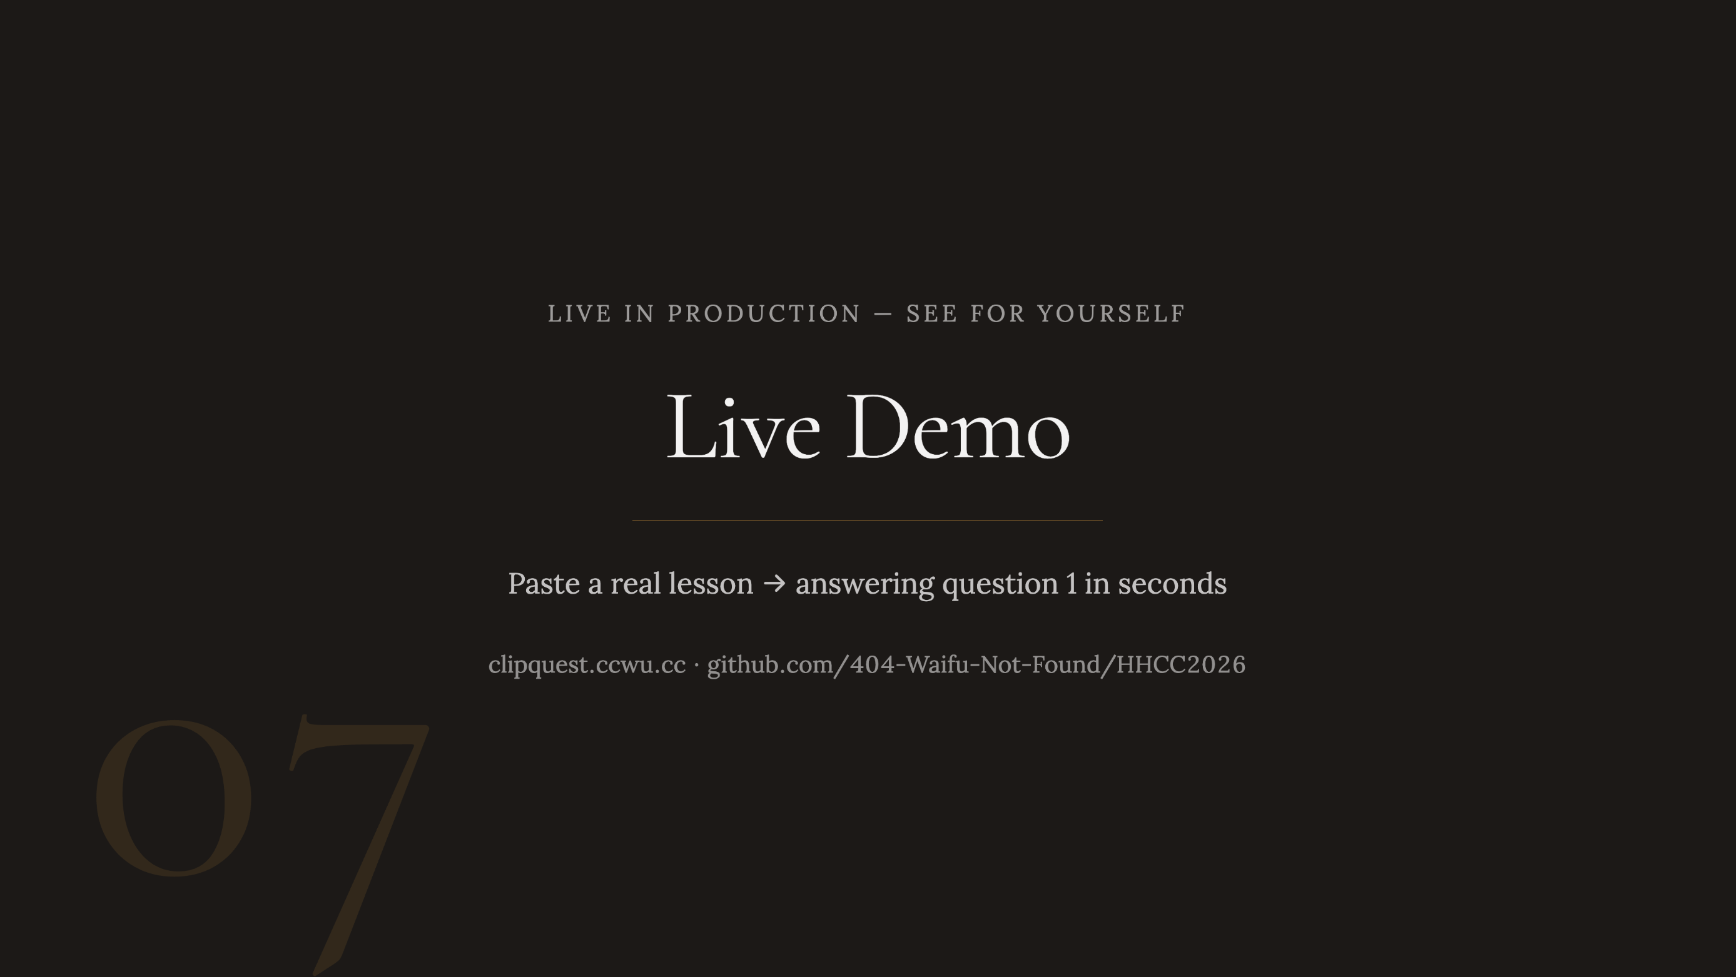 LIVE IN PRODUCTION — SEE FOR YOURSELF
Live Demo
Paste a real lesson → answering question 1 in seconds
clipquest.ccwu.cc · github.com/404-Waifu-Not-Found/HHCC2026
07